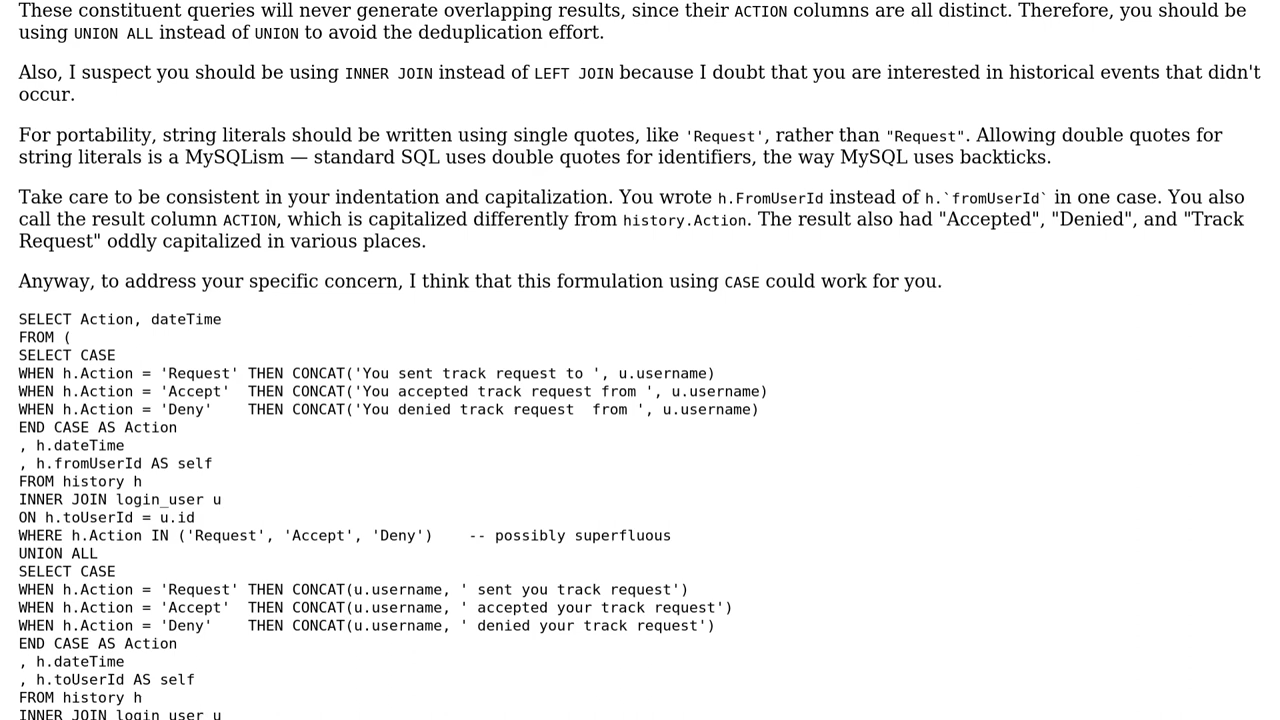 These constituent queries will never generate overlapping results, since their ACTION columns are all distinct. Therefore, you should be
using UNION ALL instead of UNION to avoid the deduplication effort.
Also, I suspect you should be using INNER JOIN instead of LEFT JOIN because I doubt that you are interested in historical events that didn't
occur.
For portability, string literals should be written using single quotes, like 'Request', rather than "Request". Allowing double quotes for
string literals is a MySQLism — standard SQL uses double quotes for identifiers, the way MySQL uses backticks.
Take care to be consistent in your indentation and capitalization. You wrote h.FromUserId instead of h.`fromUserId` in one case. You also
call the result column ACTION, which is capitalized differently from history.Action. The result also had "Accepted", "Denied", and "Track
Request" oddly capitalized in various places.
Anyway, to address your specific concern, I think that this formulation using CASE could work for you.
SELECT Action, dateTime
FROM (
SELECT CASE
WHEN h.Action = 'Request' THEN CONCAT('You sent track request to ', u.username)
WHEN h.Action = 'Accept'  THEN CONCAT('You accepted track request from ', u.username)
WHEN h.Action = 'Deny'    THEN CONCAT('You denied track request  from ', u.username)
END CASE AS Action
, h.dateTime
, h.fromUserId AS self
FROM history h
INNER JOIN login_user u
ON h.toUserId = u.id
WHERE h.Action IN ('Request', 'Accept', 'Deny')    -- possibly superfluous
UNION ALL
SELECT CASE
WHEN h.Action = 'Request' THEN CONCAT(u.username, ' sent you track request')
WHEN h.Action = 'Accept'  THEN CONCAT(u.username, ' accepted your track request')
WHEN h.Action = 'Deny'    THEN CONCAT(u.username, ' denied your track request')
END CASE AS Action
, h.dateTime
, h.toUserId AS self
FROM history h
INNER JOIN login_user u